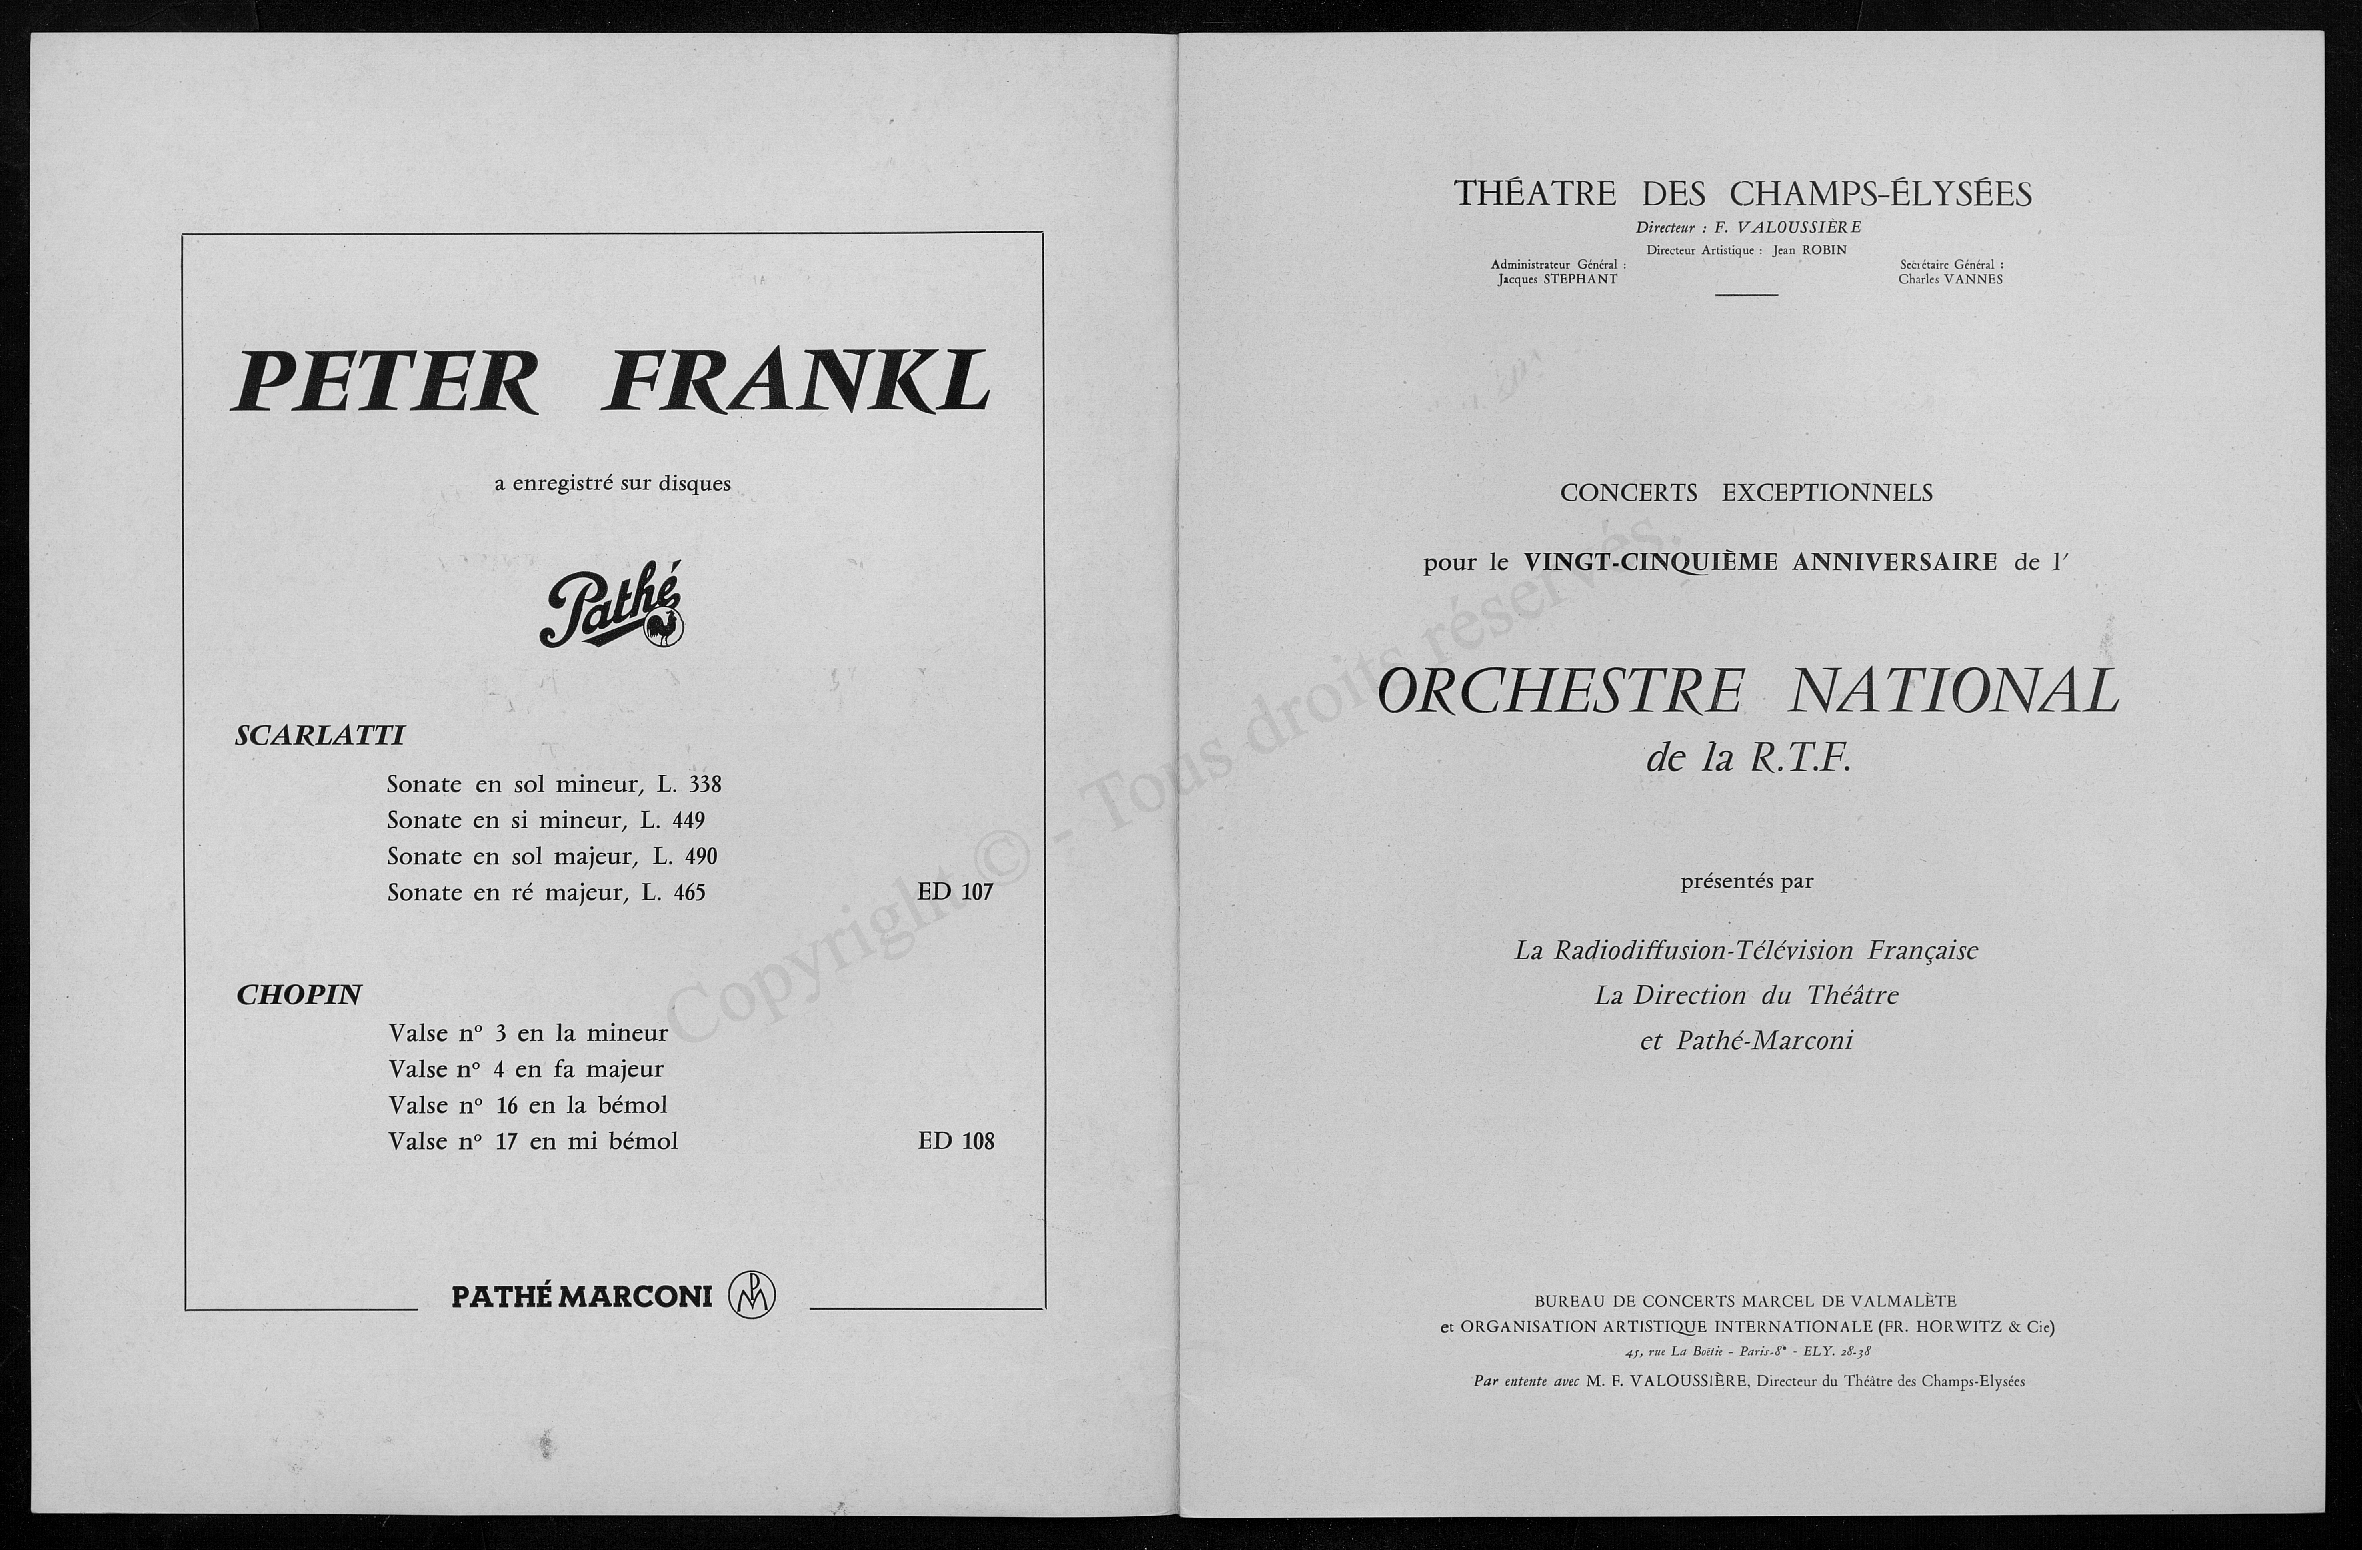 PETER FRANKL
a enregistré sur disques
Pathé
SCARLATTI
Sonate en sol mineur, L. 338
Sonate en si mineur, L. 449
Sonate en sol majeur, L. 490
Sonate en ré majeur, L. 465 ED 107
CHOPIN
Valse nº 3 en la mineur
Valse nº 4 en fa majeur
Valse nº 16 en la bémol
Valse nº 17 en mi bémol ED 108
PATHÉ MARCONI
THÉATRE DES CHAMPS-ÉLYSÉES
Directeur : F. VALOUSSIÈRE
Directeur Artistique : Jean ROBIN
Administrateur Général : Secrétaire Général :
Jacques STEPHANT Charles VANNES
CONCERTS EXCEPTIONNELS
pour le VINGT-CINQUIÈME ANNIVERSAIRE de l'
ORCHESTRE NATIONAL
de la R.T.F.
présentés par
La Radiodiffusion-Télévision Française
La Direction du Théâtre
et Pathé-Marconi
BUREAU DE CONCERTS MARCEL DE VALMALÈTE
et ORGANISATION ARTISTIQUE INTERNATIONALE (FR. HORWITZ & Cie)
45, rue La Boëtie - Paris-8e - ELY. 28-38
Par entente avec M. F. VALOUSSIÈRE, Directeur du Théâtre des Champs-Elysées
Copyright © - Tous droits réservés.